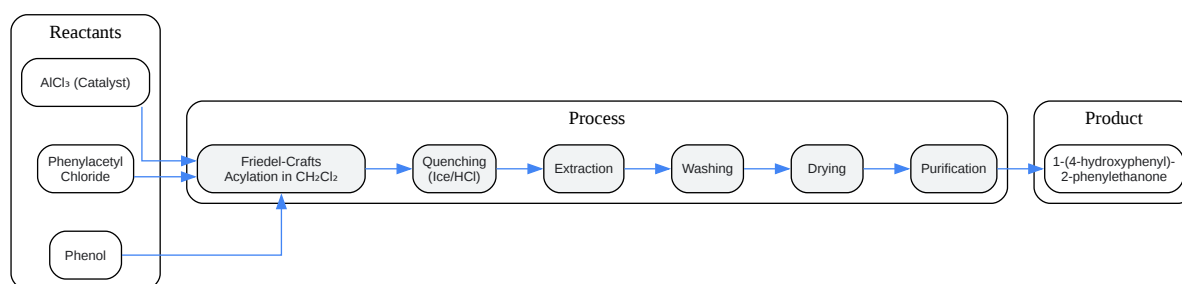 Reactants
AlCl₃ (Catalyst)
Phenylacetyl
Chloride
Phenol
Process
Friedel-Crafts
Acylation in CH₂Cl₂
Quenching
(Ice/HCl)
Extraction
Washing
Drying
Purification
Product
1-(4-hydroxyphenyl)-
2-phenylethanone